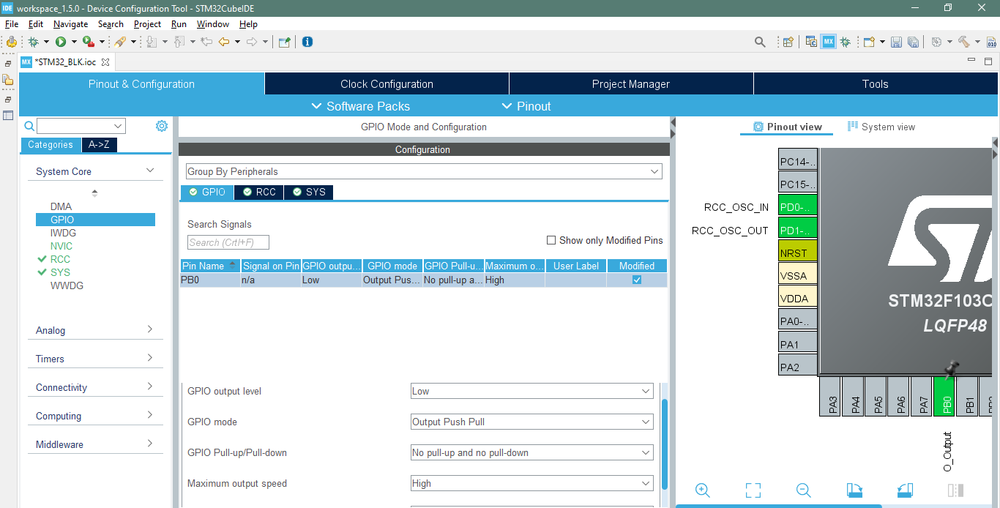 IDE workspace_1.5.0 - Device Configuration Tool - STM32CubeIDE
File Edit Navigate Search Project Run Window Help
MX
010
MX *STM32_BLK.ioc
Pinout & Configuration
Clock Configuration
Project Manager
Tools
Software Packs
Pinout
Categories
A->Z
System Core
DMA
GPIO
IWDG
NVIC
RCC
SYS
WWDG
Analog
Timers
Connectivity
Computing
Middleware
GPIO Mode and Configuration
Configuration
Group By Peripherals
GPIO
RCC
SYS
Search Signals
Search (Crtl+F)
Show only Modified Pins
Pin Name Signal on Pin GPIO outpu... GPIO mode GPIO Pull-u... Maximum o... User Label Modified
PB0 n/a Low Output Pus... No pull-up a... High
GPIO output level Low
GPIO mode Output Push Pull
GPIO Pull-up/Pull-down No pull-up and no pull-down
Maximum output speed High
Pinout view
System view
PC14-..
PC15-..
RCC_OSC_IN PD0-..
RCC_OSC_OUT PD1-..
NRST
VSSA
VDDA
PA0-..
PA1
PA2
STM32F103C
LQFP48
PA3
PA4
PA5
PA6
PA7
PB0
PB1
O_Output